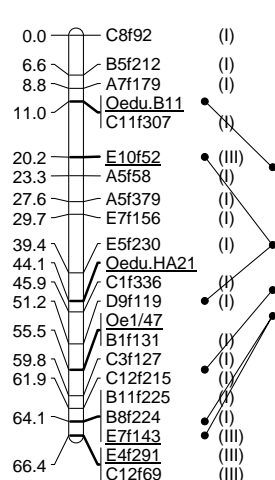 0.0 C8f92 (I)
6.6 B5f212 (I)
8.8 A7f179 (I)
11.0 Oedu.B11
C11f307 (I)
20.2 E10f52 (III)
23.3 A5f58 (I)
27.6 A5f379 (I)
29.7 E7f156 (I)
39.4 E5f230 (I)
44.1 Oedu.HA21
45.9 C1f336 (I)
51.2 D9f119 (I)
Oe1/47
55.5 B1f131 (I)
59.8 C3f127 (I)
61.9 C12f215 (I)
B11f225 (I)
64.1 B8f224 (I)
E7f143 (III)
66.4 E4f291 (III)
C12f69 (III)